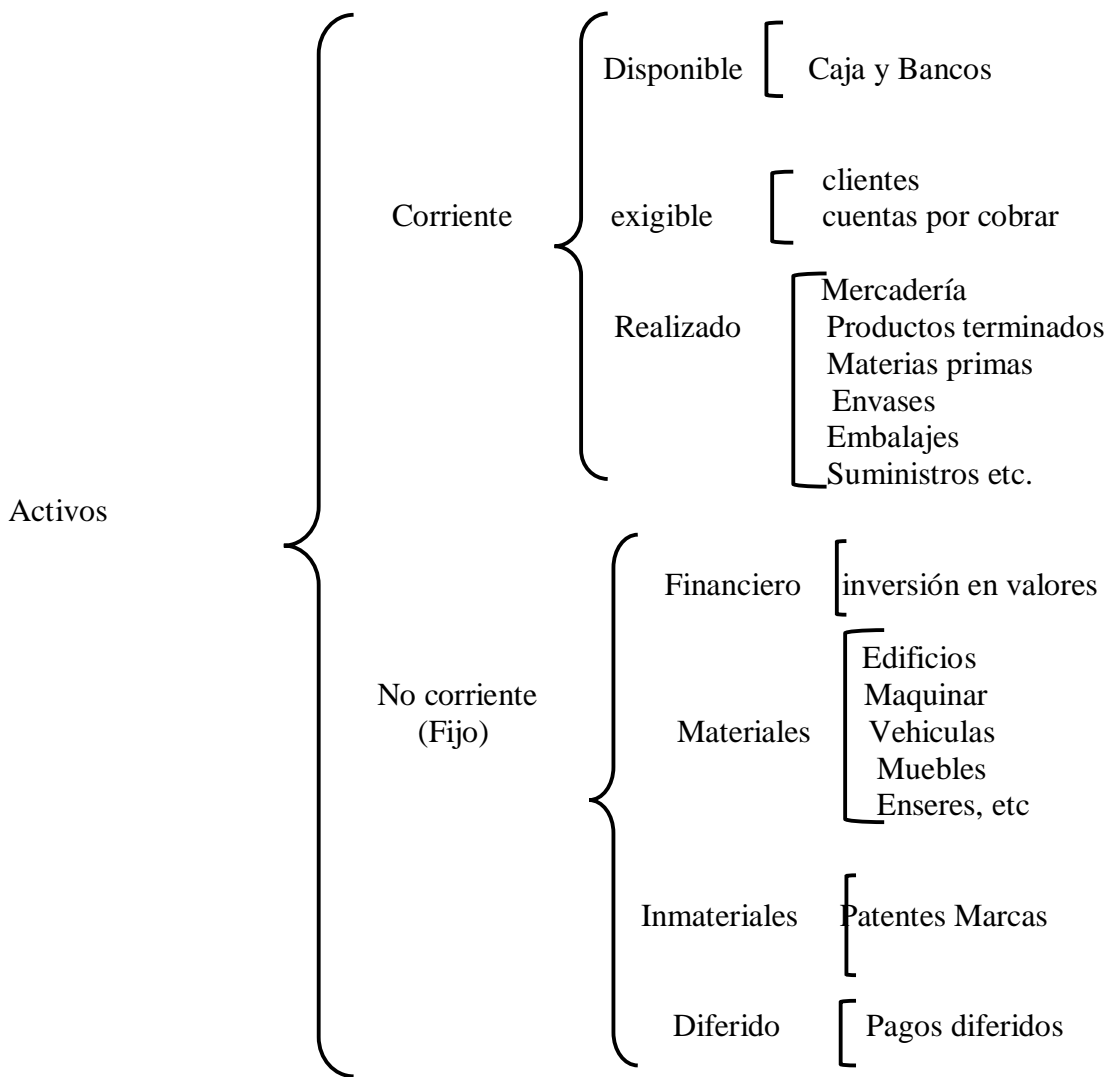 Disponible Caja y Bancos
clientes
Corriente exigible cuentas por cobrar
Mercadería
Realizado Productos terminados
Materias primas
Envases
Embalajes
Suministros etc.
Activos
Financiero inversión en valores
Edificios
No corriente Maquinar
(Fijo) Materiales Vehiculas
Muebles
Enseres, etc
Inmateriales Patentes Marcas
Diferido Pagos diferidos